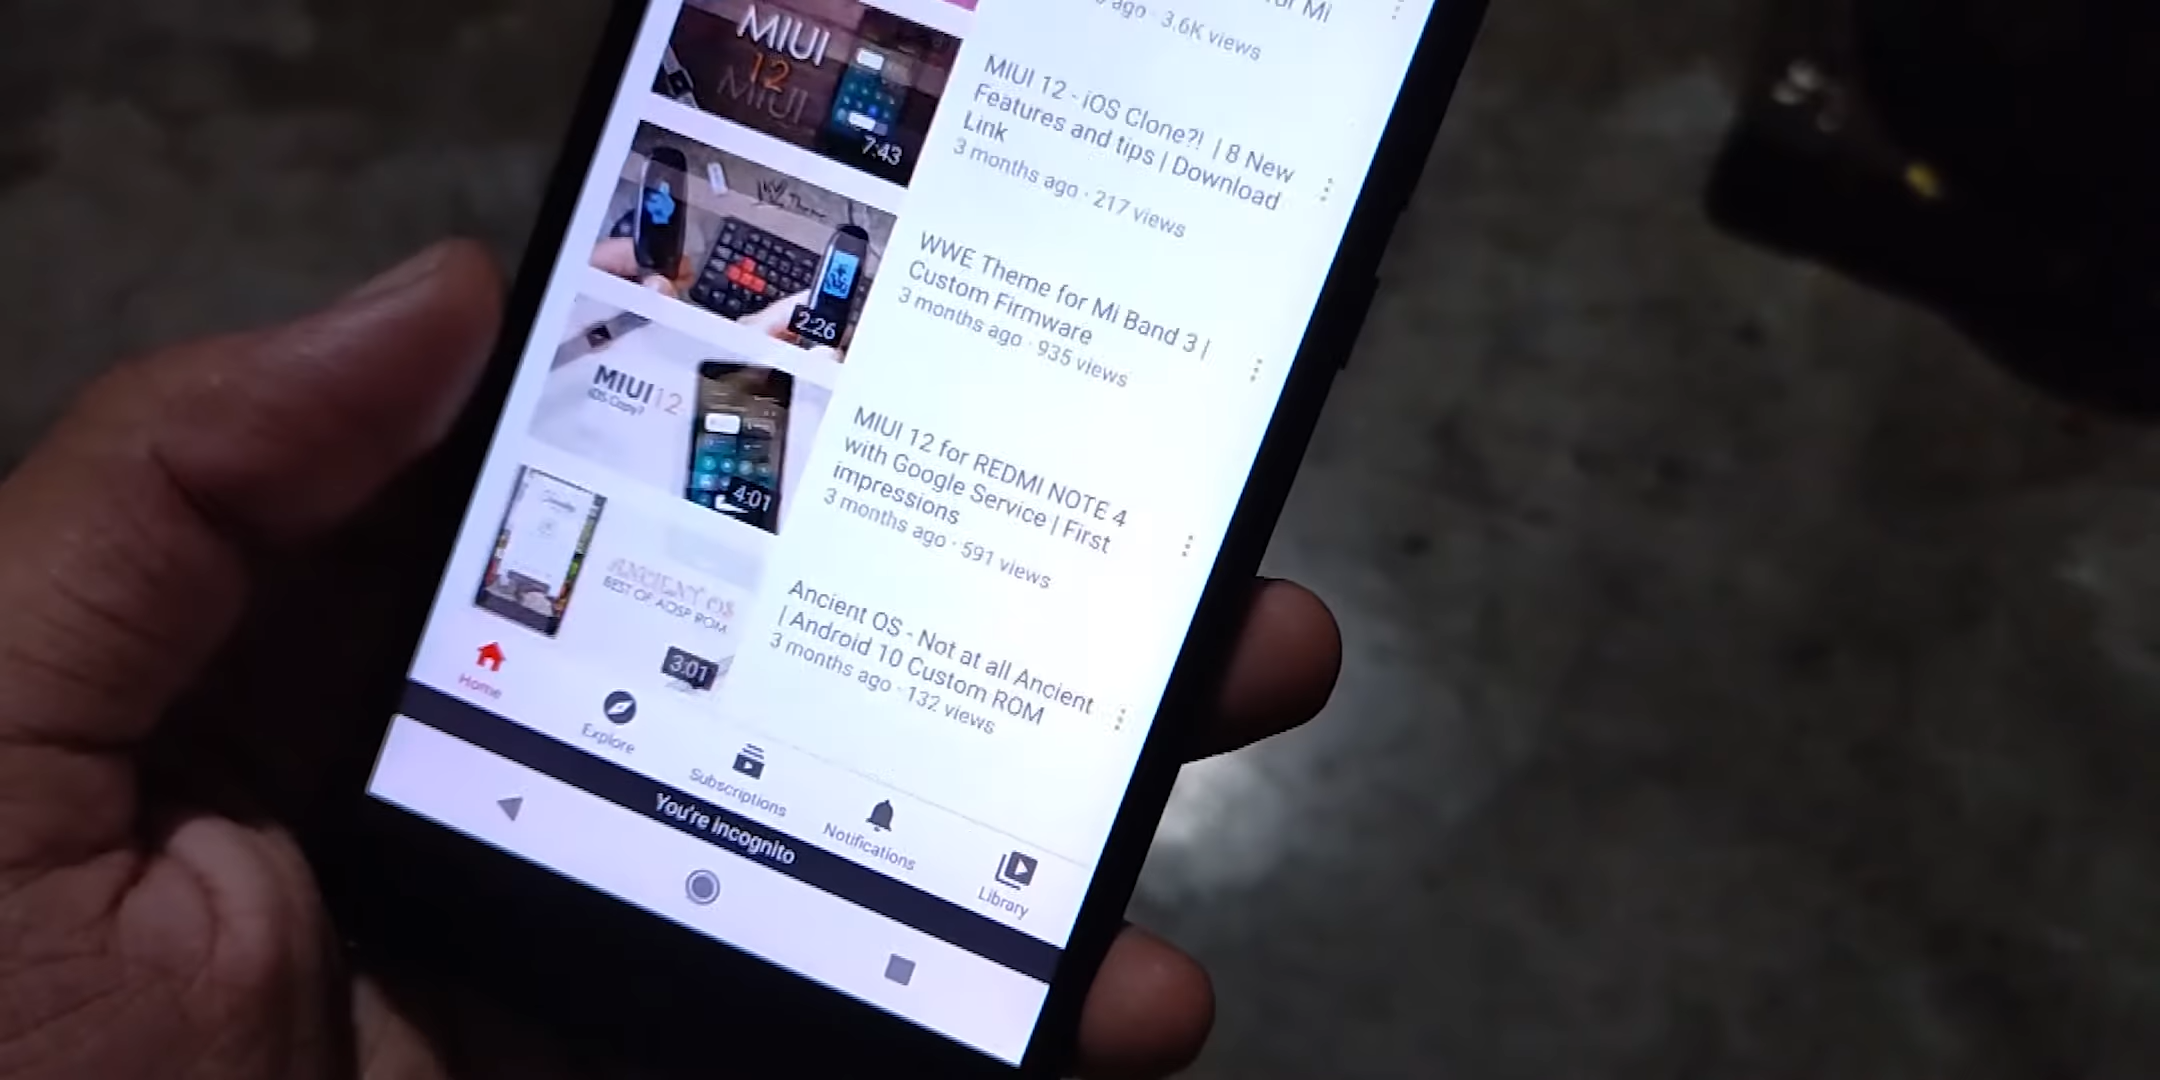 ago · 3.6K views
MIUI
12
MIUI
7:43
MIUI 12 - iOS Clone?! | 8 New
Features and tips | Download
Link
3 months ago · 217 views
Theme
2:26
WWE Theme for Mi Band 3 |
Custom Firmware
3 months ago · 935 views
MIUI 12
iOS Copy?
4:01
MIUI 12 for REDMI NOTE 4
with Google Service | First
impressions
3 months ago · 591 views
ANCIENT OS
BEST OF AOSP ROM
3:01
Ancient OS - Not at all Ancient
| Android 10 Custom ROM
3 months ago · 132 views
Home
Explore
Subscriptions
Notifications
Library
You're incognito